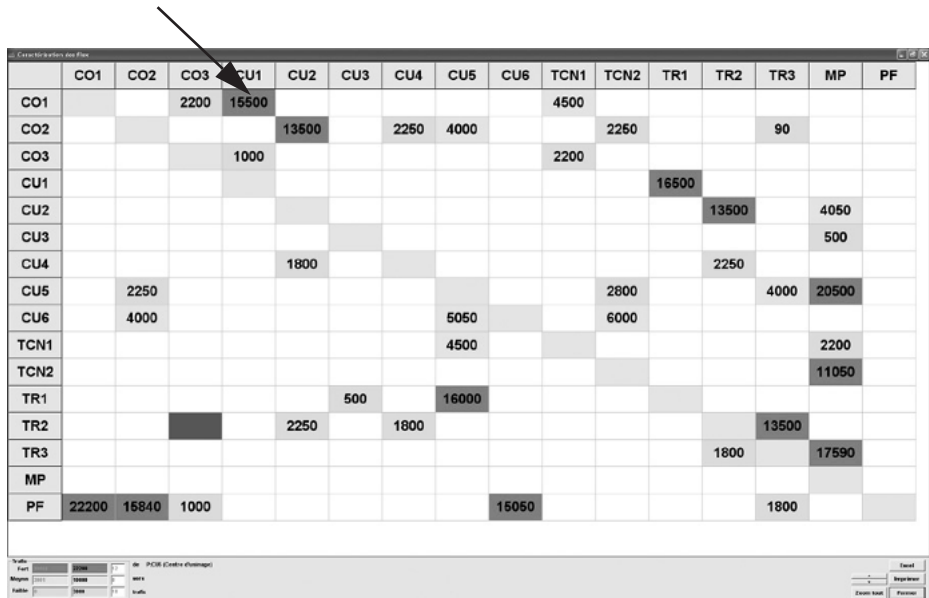 Caractérisation des flux
CO1 CO2 CO3 CU1 CU2 CU3 CU4 CU5 CU6 TCN1 TCN2 TR1 TR2 TR3 MP PF
CO1 2200 15500 4500
CO2 13500 2250 4000 2250 90
CO3 1000 2200
CU1 16500
CU2 13500 4050
CU3 500
CU4 1800 2250
CU5 2250 2800 4000 20500
CU6 4000 5050 6000
TCN1 4500 2200
TCN2 11050
TR1 500 16000
TR2 2250 1800 13500
TR3 1800 17590
MP
PF 22200 15840 1000 15050 1800
Trafic
Fort 22200 de
Moyen 10000 vers
Faible trafic
Excel
Imprimer
Zoom tout Fermer